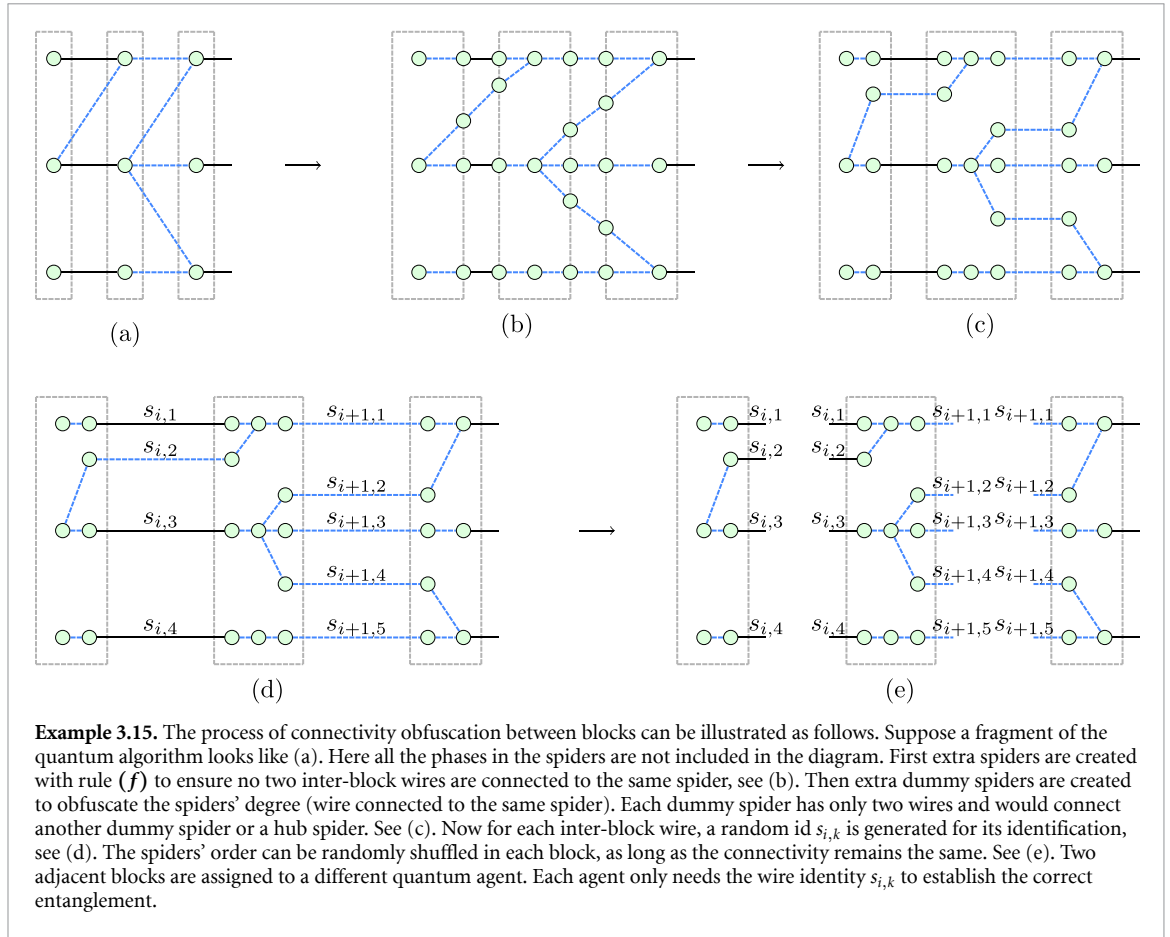 (a)
(b)
(c)
s_{i,1}
s_{i+1,1}
s_{i,2}
s_{i+1,2}
s_{i,3}
s_{i+1,3}
s_{i+1,4}
s_{i,4}
s_{i+1,5}
(d)
s_{i,1} s_{i,1} s_{i+1,1} s_{i+1,1}
s_{i,2} s_{i,2}
s_{i+1,2} s_{i+1,2}
s_{i,3} s_{i,3} s_{i+1,3} s_{i+1,3}
s_{i+1,4} s_{i+1,4}
s_{i,4} s_{i,4} s_{i+1,5} s_{i+1,5}
(e)
Example 3.15. The process of connectivity obfuscation between blocks can be illustrated as follows. Suppose a fragment of the
quantum algorithm looks like (a). Here all the phases in the spiders are not included in the diagram. First extra spiders are created
with rule (f) to ensure no two inter-block wires are connected to the same spider, see (b). Then extra dummy spiders are created
to obfuscate the spiders' degree (wire connected to the same spider). Each dummy spider has only two wires and would connect
another dummy spider or a hub spider. See (c). Now for each inter-block wire, a random id s_{i,k} is generated for its identification,
see (d). The spiders' order can be randomly shuffled in each block, as long as the connectivity remains the same. See (e). Two
adjacent blocks are assigned to a different quantum agent. Each agent only needs the wire identity s_{i,k} to establish the correct
entanglement.